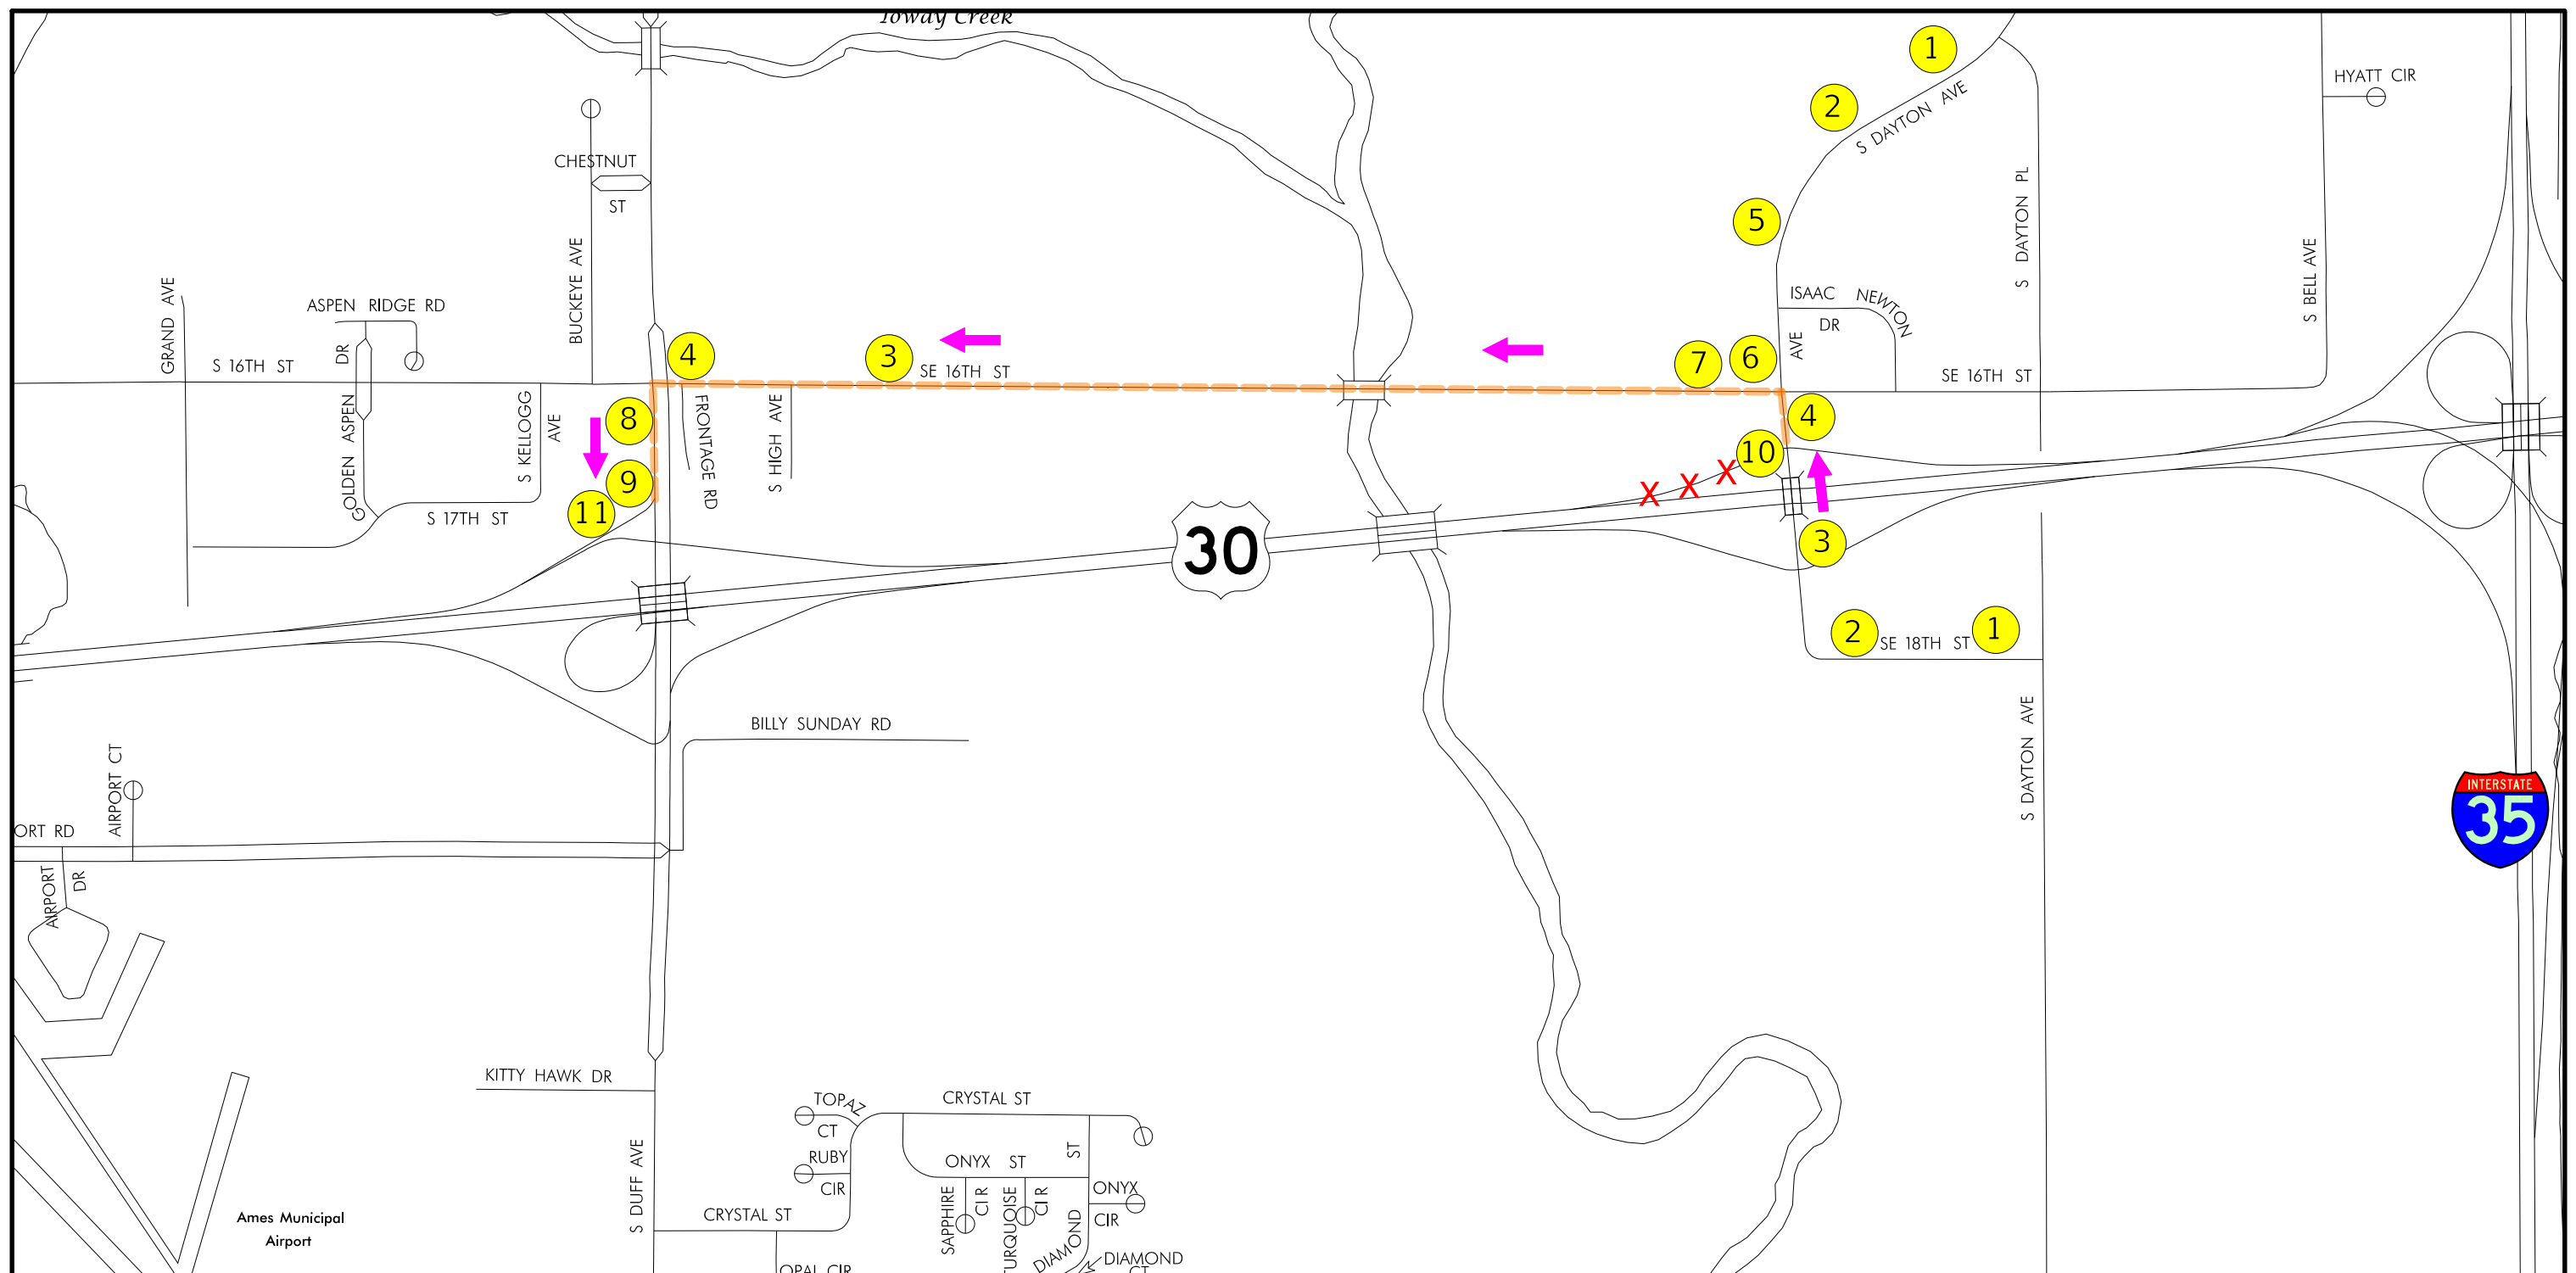 Ioway Creek
1
HYATT CIR
2
S DAYTON AVE
CHESTNUT
ST
5
S DAYTON PL
BUCKEYE AVE
S BELL AVE
GRAND AVE
ASPEN RIDGE RD
ISAAC NEWTON
DR
AVE
S 16TH ST
DR
4
3
SE 16TH ST
7
6
SE 16TH ST
GOLDEN ASPEN
S KELLOGG
AVE
8
FRONTAGE RD
S HIGH AVE
4
10
X X X
9
11
S 17TH ST
30
3
2
SE 18TH ST
1
BILLY SUNDAY RD
AIRPORT CT
S DAYTON AVE
INTERSTATE
35
ORT RD
AIRPORT
DR
KITTY HAWK DR
TOPAZ
CT
CRYSTAL ST
S DUFF AVE
RUBY
CIR
ONYX ST
ST
SAPPHIRE
CIR
TURQUOISE
CIR
ONYX
CIR
CRYSTAL ST
DIAMOND
DIAMOND
CT
Ames Municipal
Airport
OPAL CIR